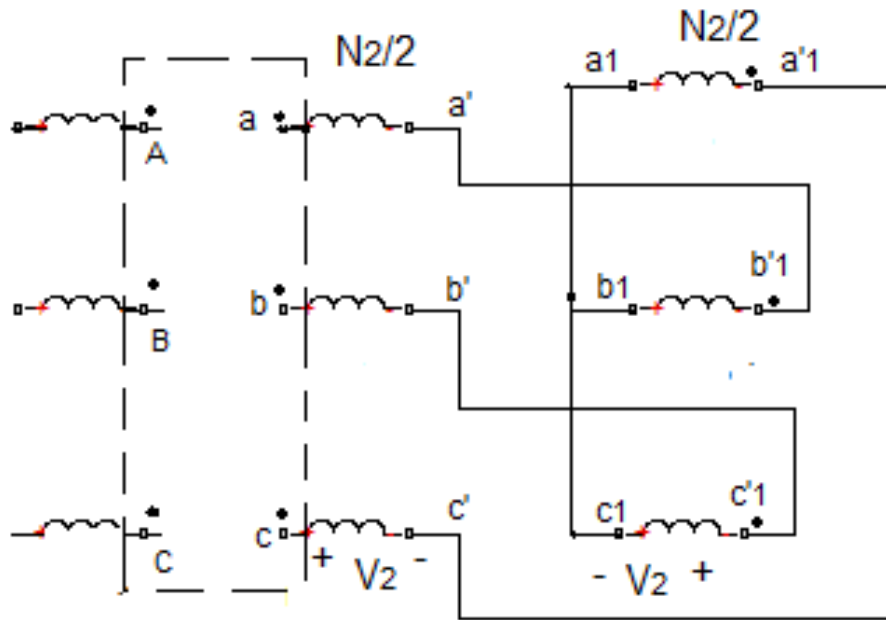 N2/2 N2/2
a1 a'1
a a'
A
b b' b1 b'1
B
c c' c1 c'1
C + V2 - - V2 +